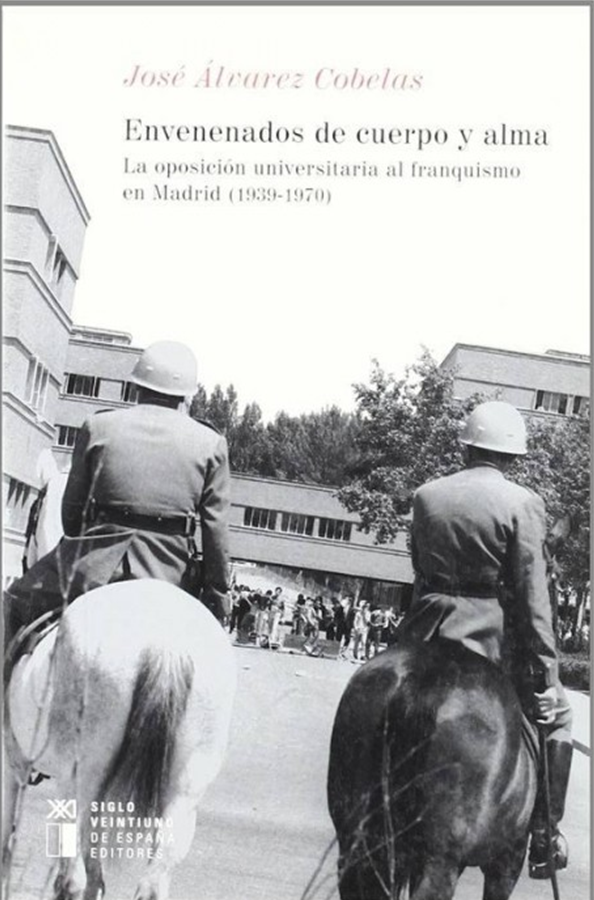 José Álvarez Cobelas
Envenenados de cuerpo y alma
La oposición universitaria al franquismo
en Madrid (1939-1970)
SIGLO
VEINTIUNO
DE ESPAÑA
EDITORES